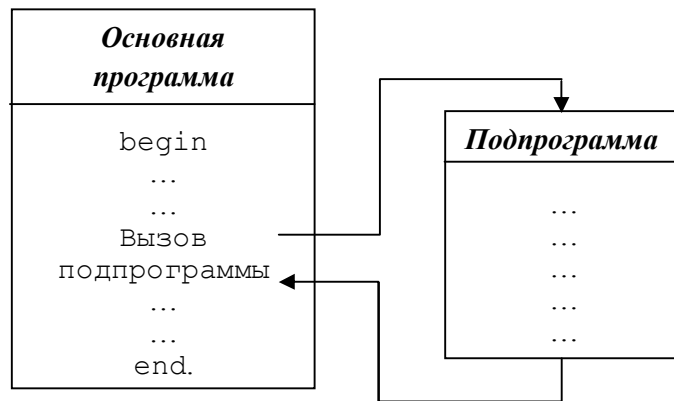 Основная
программа
begin
...
...
Вызов
подпрограммы
...
...
end.
Подпрограмма
...
...
...
...
...